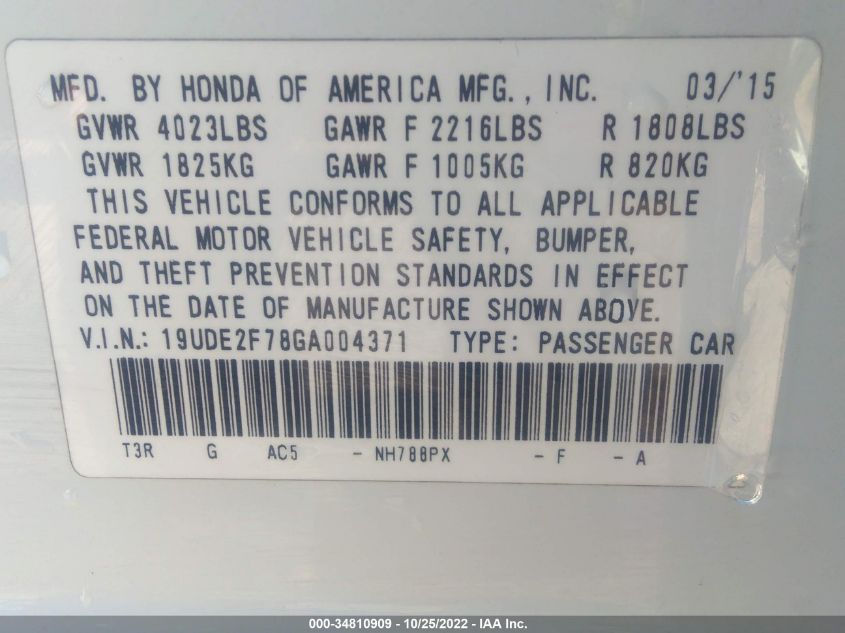 MFD. BY HONDA OF AMERICA MFG., INC. 03/'15
GVWR 4023LBS GAWR F 2216LBS R 1808LBS
GVWR 1825KG GAWR F 1005KG R 820KG
THIS VEHICLE CONFORMS TO ALL APPLICABLE
FEDERAL MOTOR VEHICLE SAFETY, BUMPER,
AND THEFT PREVENTION STANDARDS IN EFFECT
ON THE DATE OF MANUFACTURE SHOWN ABOVE.
V.I.N.: 19UDE2F78GA004371 TYPE: PASSENGER CAR
T3R G AC5 - NH788PX - F - A
000-34810909 - 10/25/2022 - IAA Inc.